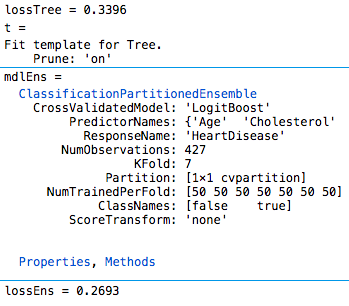 lossTree = 0.3396
t =
Fit template for Tree.
Prune: 'on'
mdlEns =
ClassificationPartitionedEnsemble
CrossValidatedModel: 'LogitBoost'
PredictorNames: {'Age' 'Cholesterol'
ResponseName: 'HeartDisease'
NumObservations: 427
KFold: 7
Partition: [1×1 cvpartition]
NumTrainedPerFold: [50 50 50 50 50 50 50]
ClassNames: [false true]
ScoreTransform: 'none'
Properties, Methods
lossEns = 0.2693